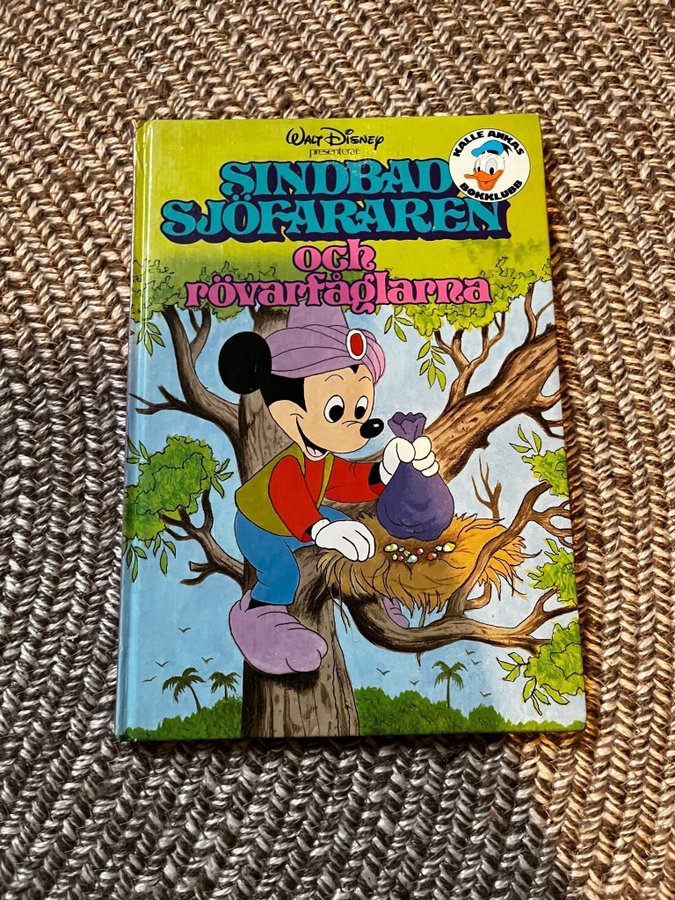 Walt Disney
presenterar:
KALLE ANKAS
BOKKLUBB
SINDBAD
SJÖFARAREN
och
rövarfåglarna